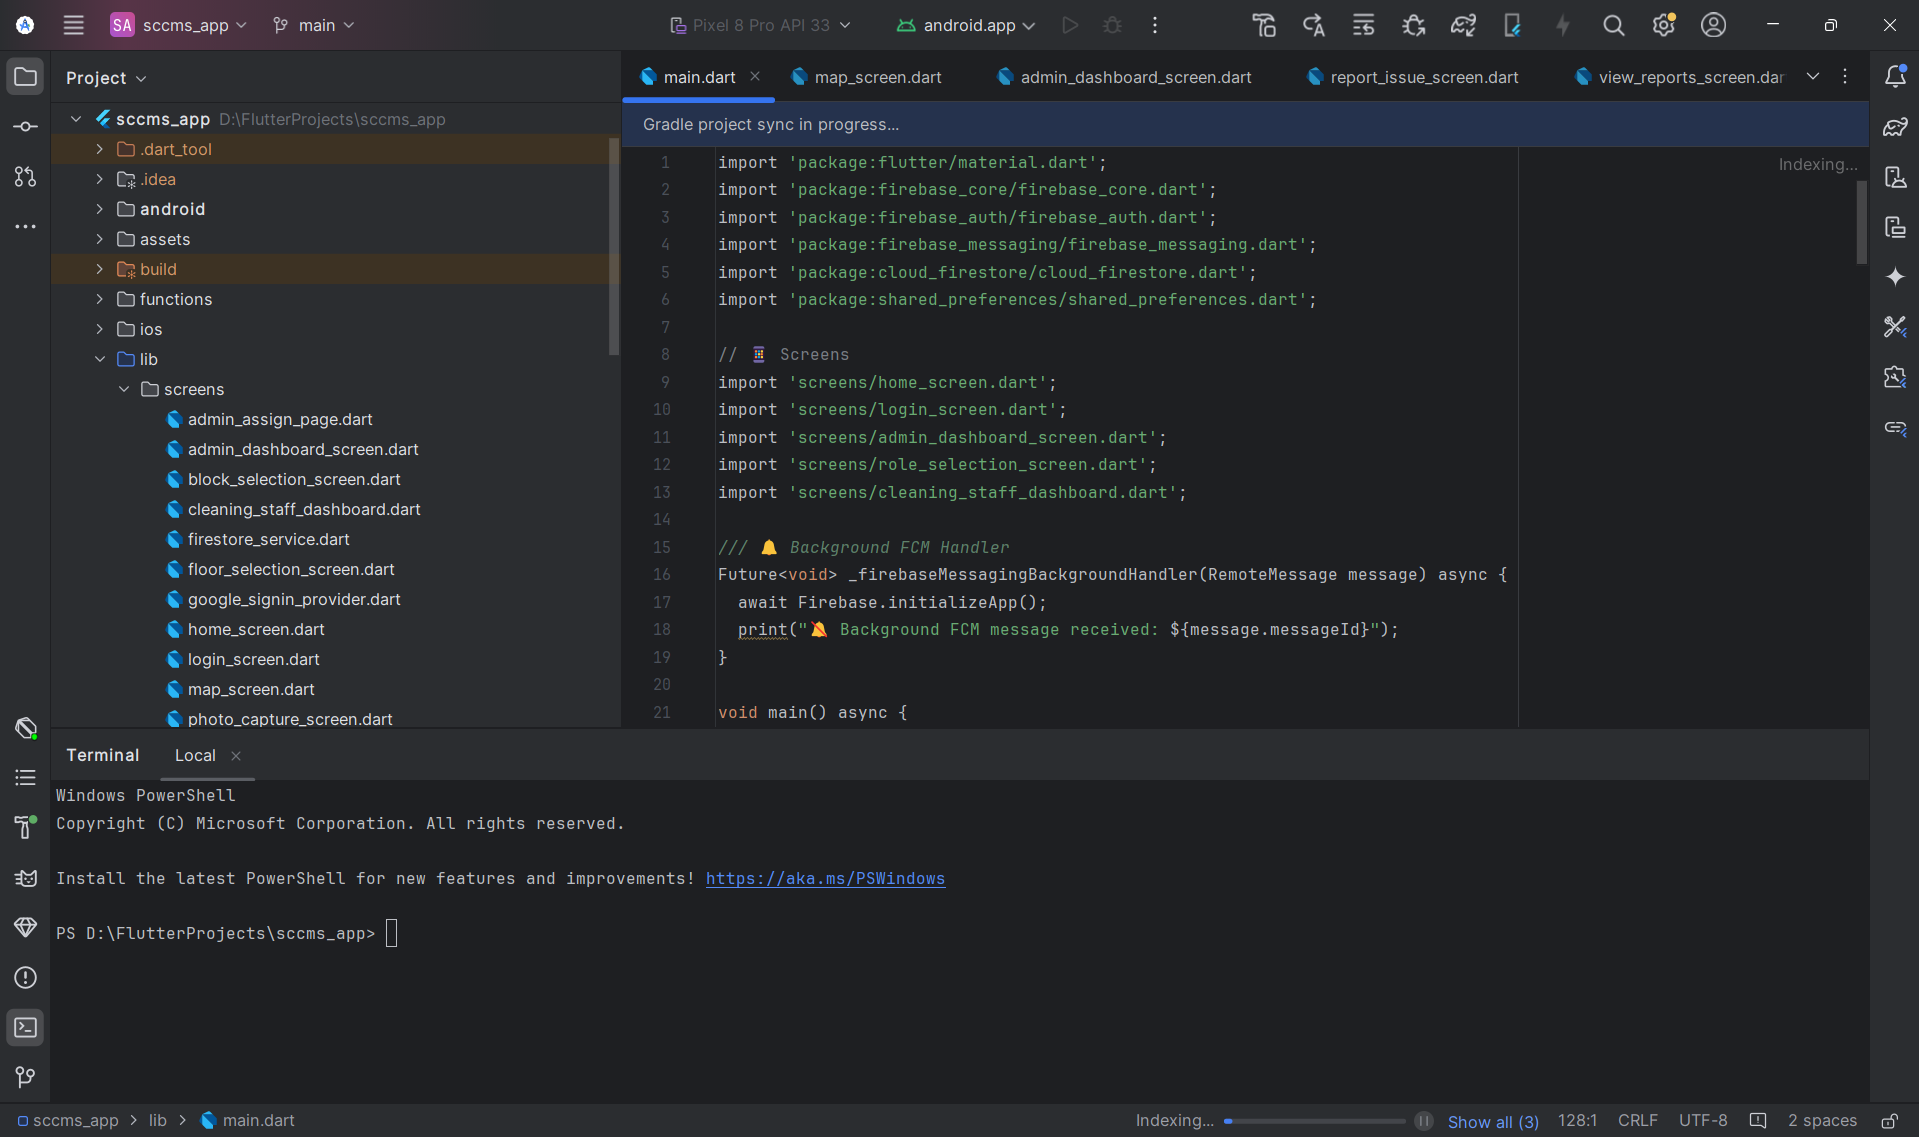 SA sccms_app main Pixel 8 Pro API 33 android.app
Project
main.dart map_screen.dart admin_dashboard_screen.dart report_issue_screen.dart view_reports_screen.dar
Gradle project sync in progress...
Indexing...
sccms_app D:\FlutterProjects\sccms_app
.dart_tool
.idea
android
assets
build
functions
ios
lib
screens
admin_assign_page.dart
admin_dashboard_screen.dart
block_selection_screen.dart
cleaning_staff_dashboard.dart
firestore_service.dart
floor_selection_screen.dart
google_signin_provider.dart
home_screen.dart
login_screen.dart
map_screen.dart
photo_capture_screen.dart
1 import 'package:flutter/material.dart';
2 import 'package:firebase_core/firebase_core.dart';
3 import 'package:firebase_auth/firebase_auth.dart';
4 import 'package:firebase_messaging/firebase_messaging.dart';
5 import 'package:cloud_firestore/cloud_firestore.dart';
6 import 'package:shared_preferences/shared_preferences.dart';
7
8 // 📱 Screens
9 import 'screens/home_screen.dart';
10 import 'screens/login_screen.dart';
11 import 'screens/admin_dashboard_screen.dart';
12 import 'screens/role_selection_screen.dart';
13 import 'screens/cleaning_staff_dashboard.dart';
14
15 /// 🔔 Background FCM Handler
16 Future<void> _firebaseMessagingBackgroundHandler(RemoteMessage message) async {
17 await Firebase.initializeApp();
18 print("🔕 Background FCM message received: ${message.messageId}");
19 }
20
21 void main() async {
Terminal Local
Windows PowerShell
Copyright (C) Microsoft Corporation. All rights reserved.
Install the latest PowerShell for new features and improvements! https://aka.ms/PSWindows
PS D:\FlutterProjects\sccms_app>
sccms_app > lib > main.dart Indexing... Show all (3) 128:1 CRLF UTF-8 2 spaces